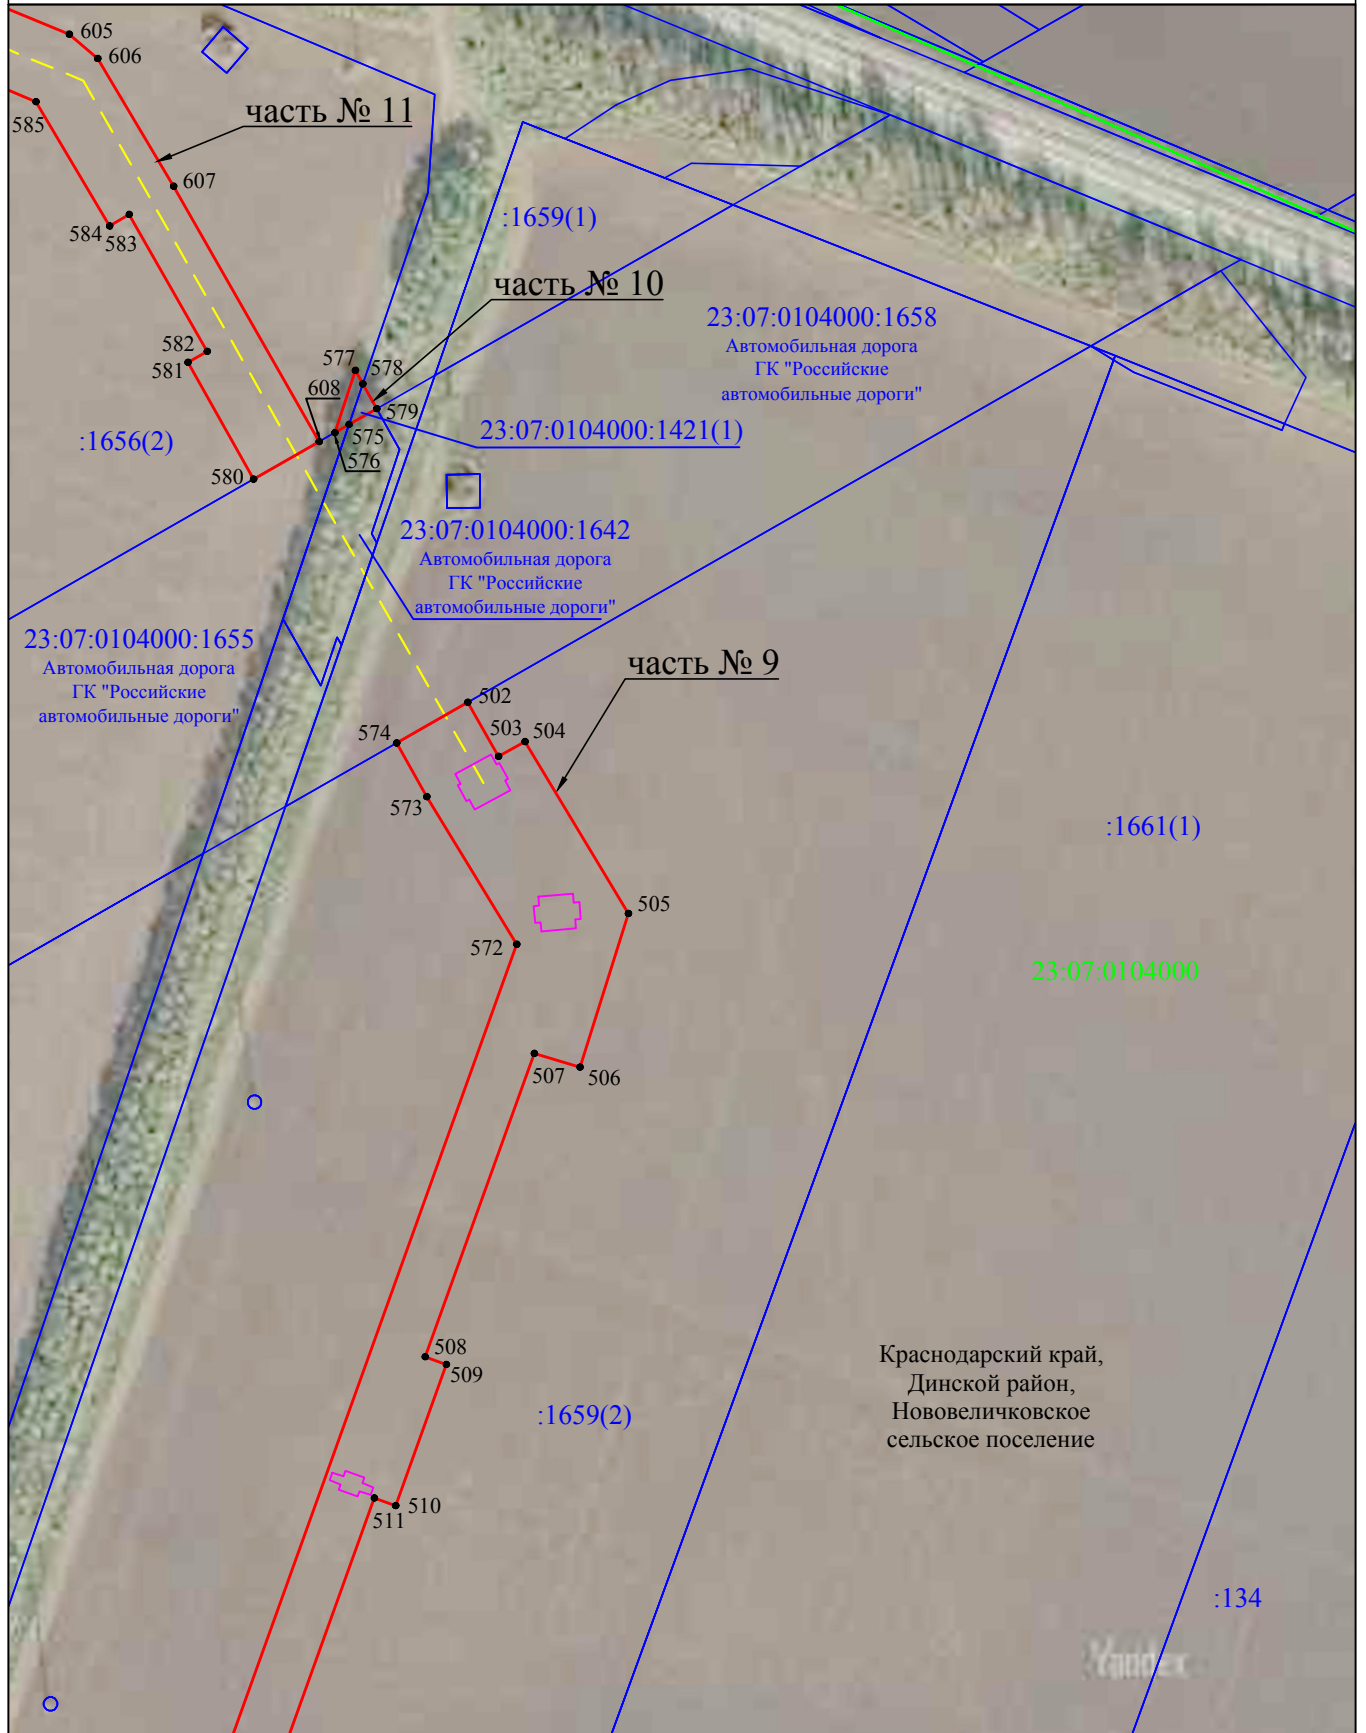 605
606
585
часть № 11
607
584
583
:1659(1)
часть № 10
23:07:0104000:1658
Автомобильная дорога
ГК "Российские
автомобильные дороги"
582
581
577
578
608
579
575
576
23:07:0104000:1421(1)
:1656(2)
580
23:07:0104000:1642
Автомобильная дорога
ГК "Российские
автомобильные дороги"
23:07:0104000:1655
Автомобильная дорога
ГК "Российские
автомобильные дороги"
часть № 9
502
503
504
574
573
:1661(1)
505
572
23:07:0104000
507
506
508
509
Краснодарский край,
Динской район,
Нововеличковское
сельское поселение
:1659(2)
510
511
:134
Yandex